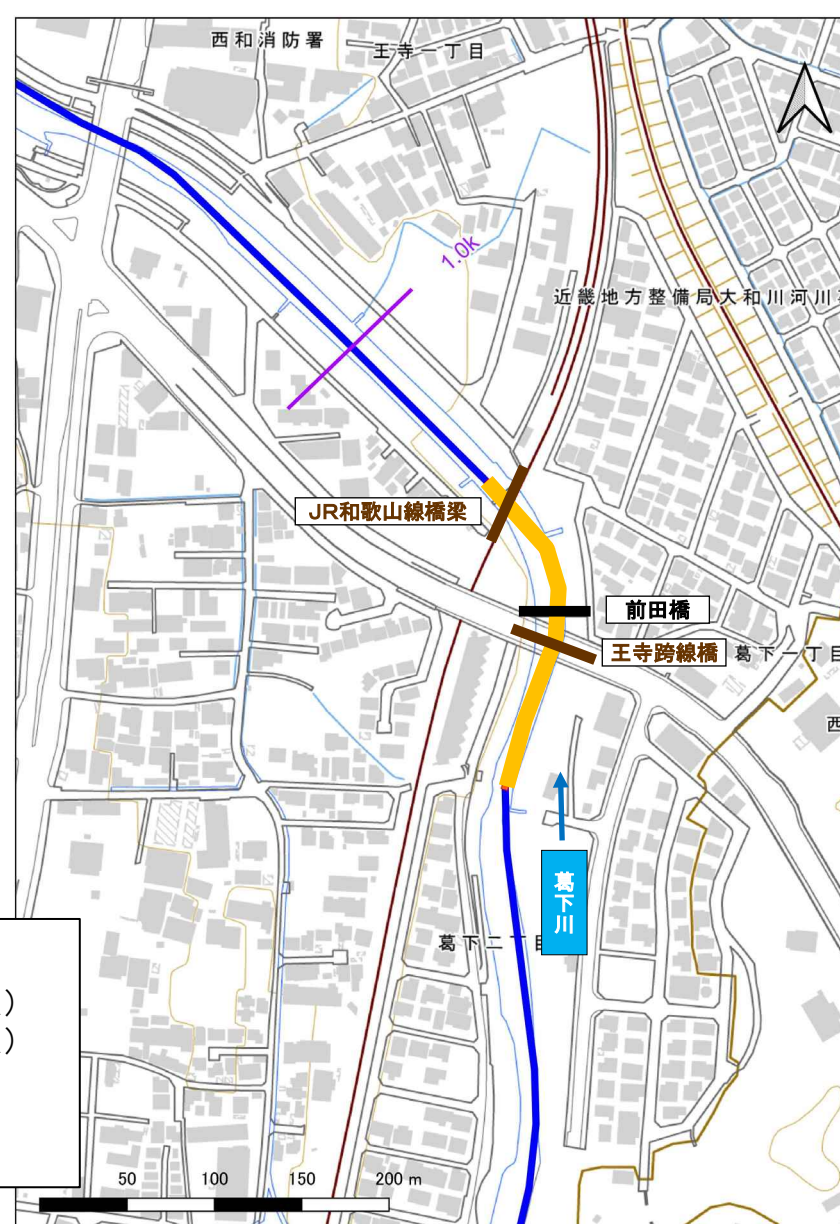 西和消防署
王寺一丁目
N
1.0k
近畿地方整備局大和川河川
JR和歌山線橋梁
前田橋
王寺跨線橋
葛下一丁目
西
葛下川
葛下二丁目
）
）
50 100 150 200 m